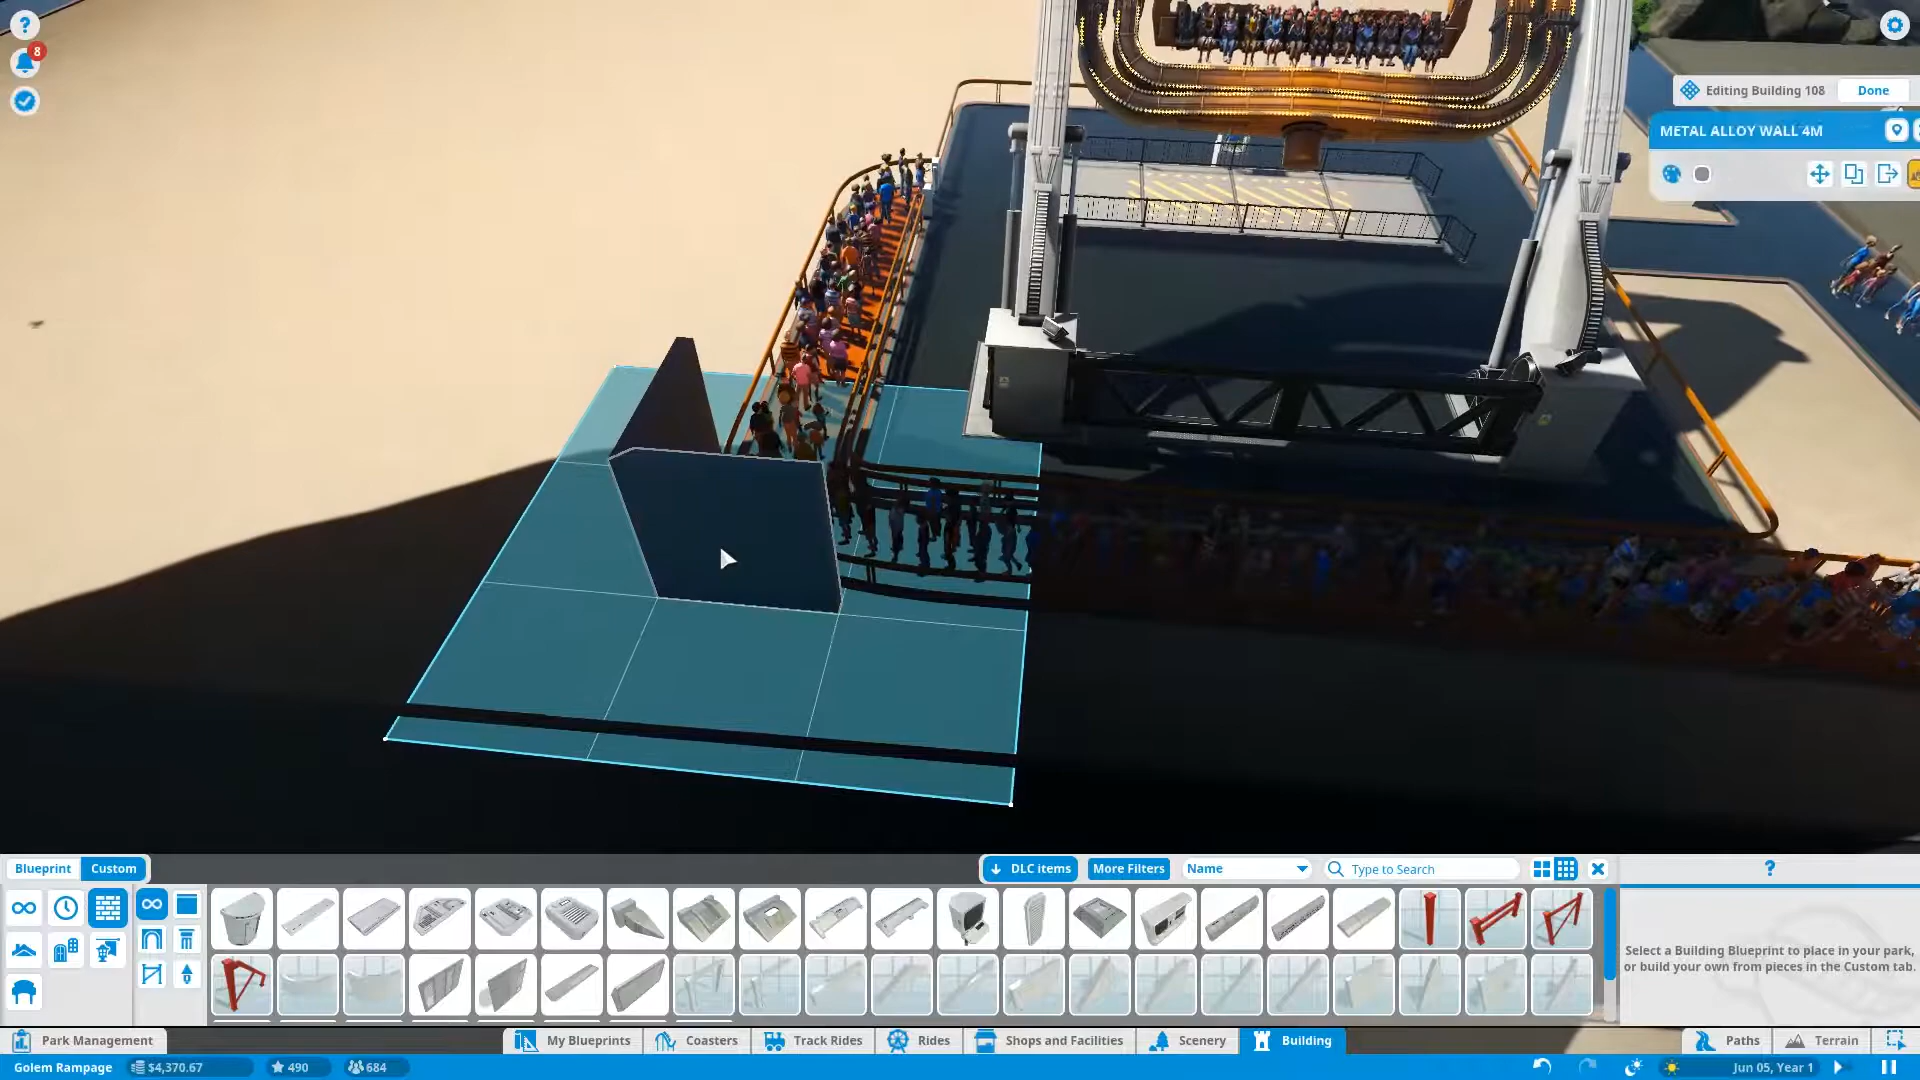 ?
8
Editing Building 108
Done
METAL ALLOY WALL 4M
Blueprint
Custom
DLC items
More Filters
Name
Type to Search
?
Select a Building Blueprint to place in your park,
or build your own from pieces in the Custom tab.
Park Management
My Blueprints
Coasters
Track Rides
Rides
Shops and Facilities
Scenery
Building
Paths
Terrain
Golem Rampage
$4,370.67
490
684
Jun 05, Year 1